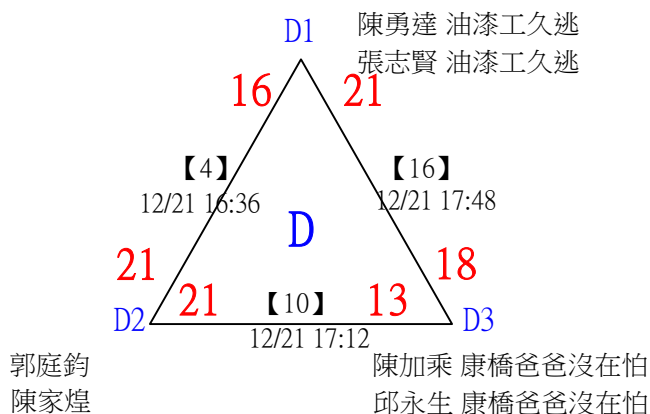 D1
陳勇達 油漆工久逃
張志賢 油漆工久逃
16
21
【4】
12/21 16:36
【16】
12/21 17:48
D
21
18
21
【10】
13
D2
D3
12/21 17:12
郭庭鈞
陳家煌
陳加乘 康橋爸爸沒在怕
邱永生 康橋爸爸沒在怕